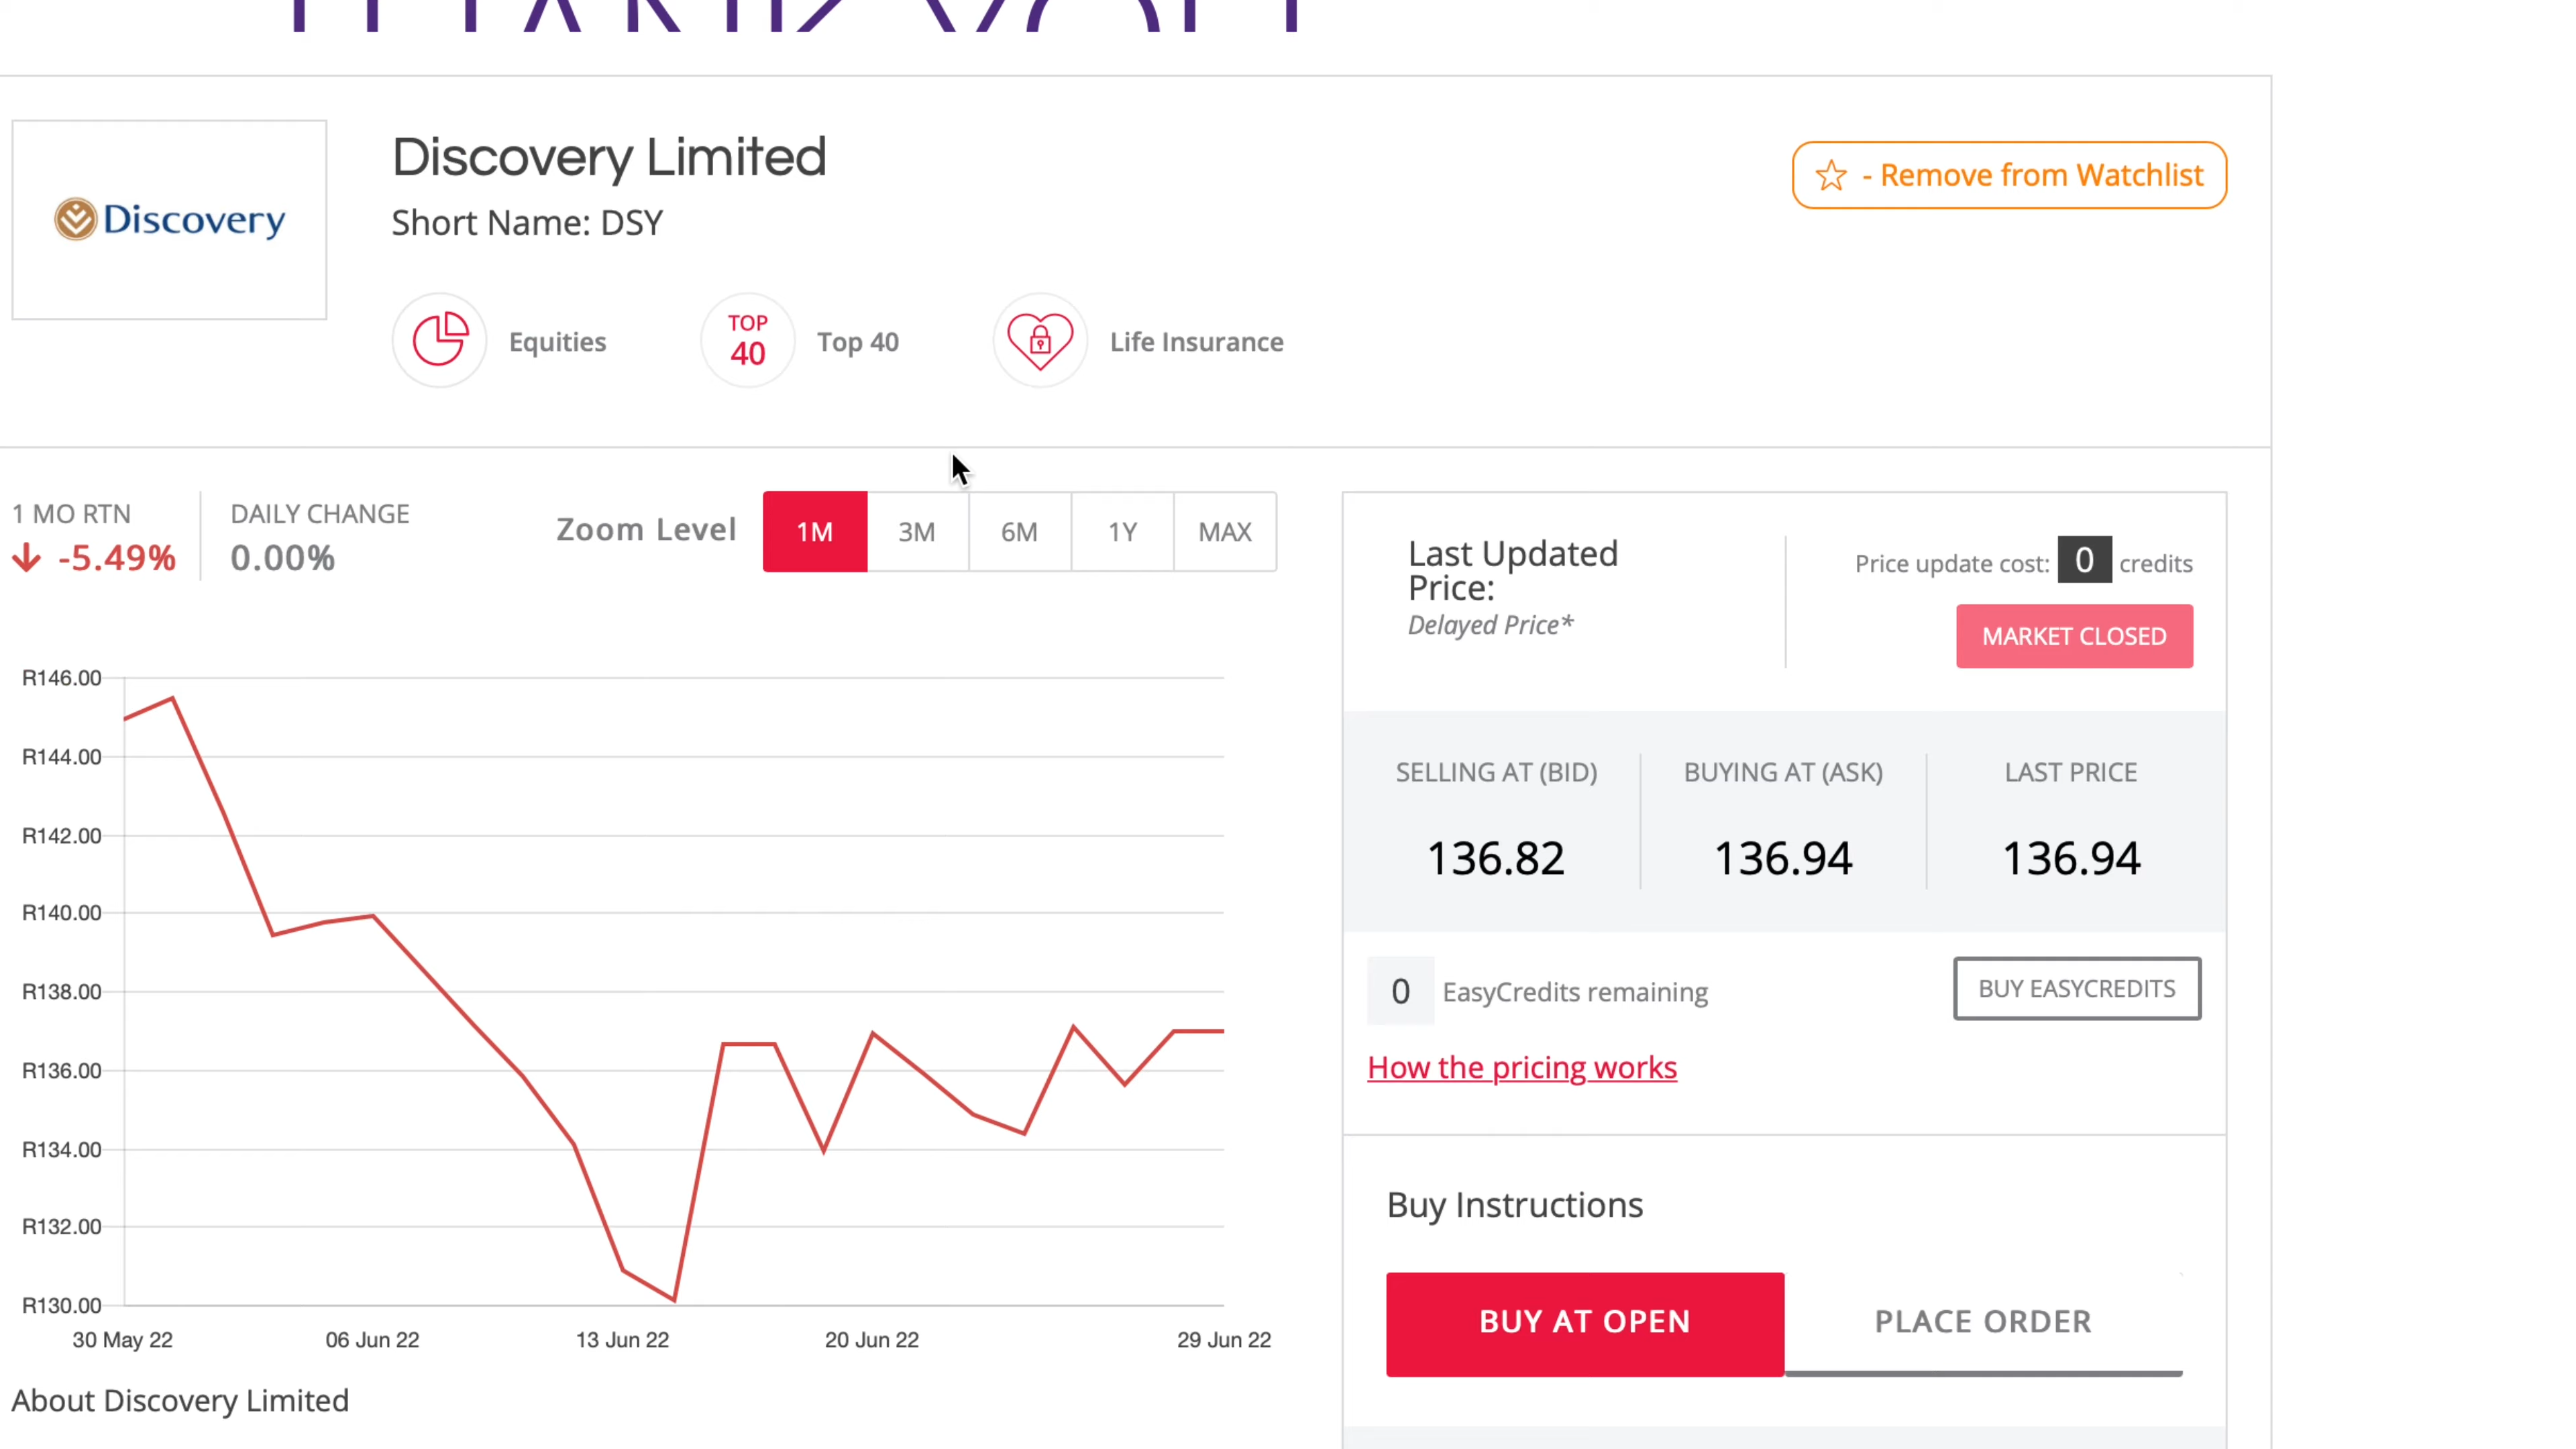 Discovery
Discovery Limited
Short Name: DSY
Equities
TOP
40
Top 40
Life Insurance
- Remove from Watchlist
1 MO RTN
-5.49%
DAILY CHANGE
0.00%
Zoom Level
1M
3M
6M
1Y
MAX
R146.00
R144.00
R142.00
R140.00
R138.00
R136.00
R134.00
R132.00
R130.00
30 May 22
06 Jun 22
13 Jun 22
20 Jun 22
29 Jun 22
About Discovery Limited
Last Updated
Price:
Delayed Price*
Price update cost: 0 credits
MARKET CLOSED
SELLING AT (BID)
136.82
BUYING AT (ASK)
136.94
LAST PRICE
136.94
0 EasyCredits remaining
BUY EASYCREDITS
How the pricing works
Buy Instructions
BUY AT OPEN
PLACE ORDER